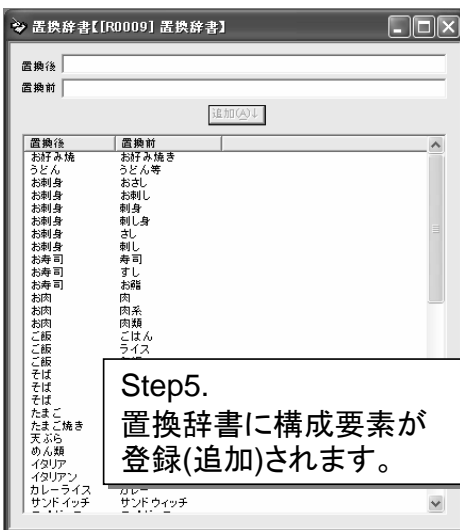 置換辞書【[R0009] 置換辞書】
置換後
置換前
追加(A)↓
置換後 置換前
お好み焼 お好み焼き
うどん うどん等
お刺身 おさし
お刺身 お刺し
お刺身 刺身
お刺身 刺し身
お刺身 さし
お刺身 刺し
お寿司 寿司
お寿司 すし
お寿司 お鮨
お肉 肉
お肉 肉系
お肉 肉類
ご飯 ごはん
ご飯 ライス
ご飯
そば
そば
そば
たまご
たまご焼き
天ぷら
めん類
イタリア
イタリアン
カレーライス カレー
サンドイッチ サンドウィッチ
Step5.
置換辞書に構成要素が
登録(追加)されます。